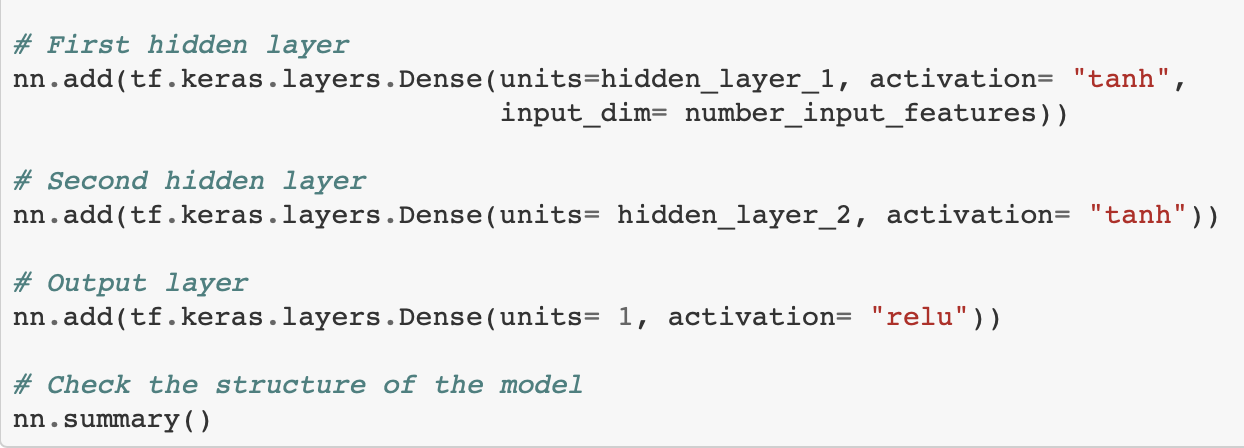 # First hidden layer
nn.add(tf.keras.layers.Dense(units=hidden_layer_1, activation= "tanh",
                             input_dim= number_input_features))
# Second hidden layer
nn.add(tf.keras.layers.Dense(units= hidden_layer_2, activation= "tanh"))
# Output layer
nn.add(tf.keras.layers.Dense(units= 1, activation= "relu"))
# Check the structure of the model
nn.summary()